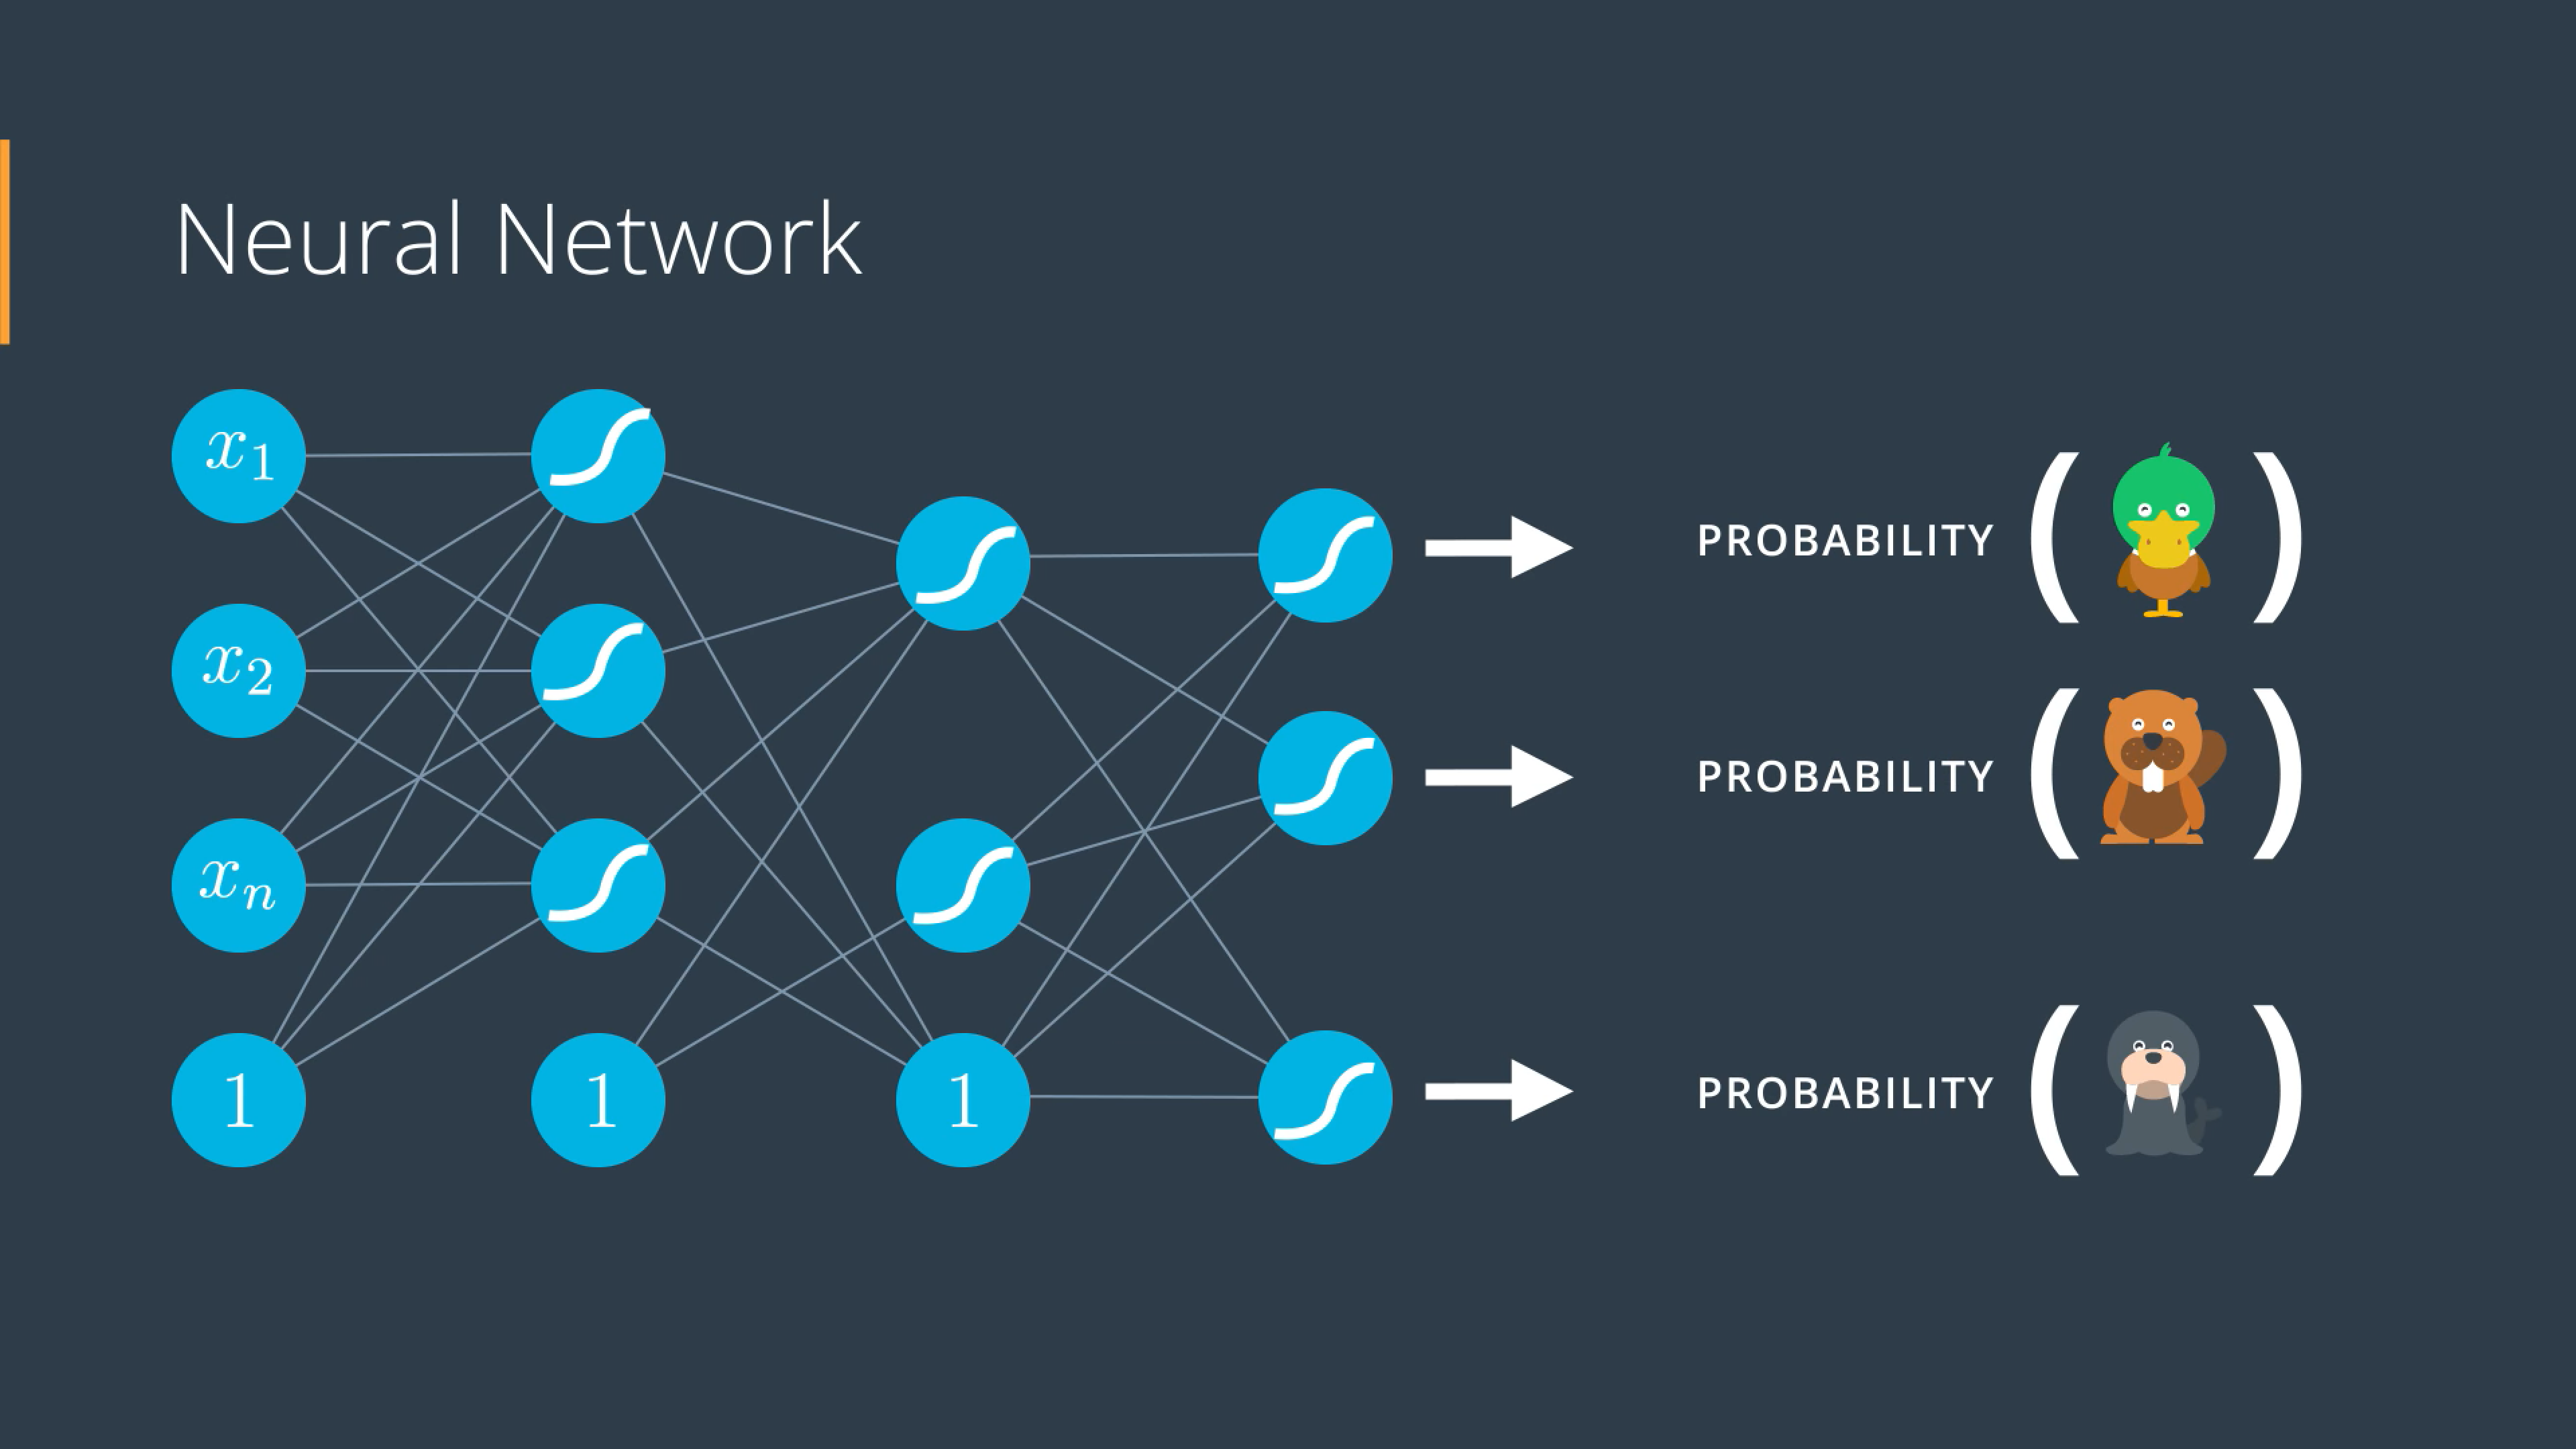 Neural Network
x1
x2
xn
1 1 1
PROBABILITY ( )
PROBABILITY ( )
PROBABILITY ( )